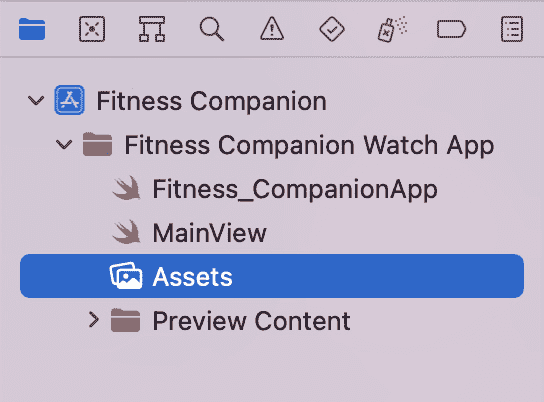 Fitness Companion
Fitness Companion Watch App
Fitness_CompanionApp
MainView
Assets
Preview Content